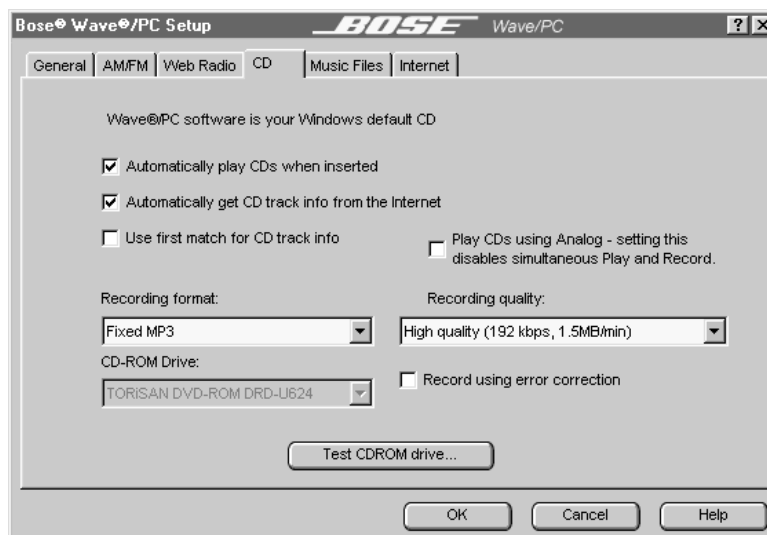 Bose® Wave®/PC Setup BOSE Wave/PC ? X
General AM/FM Web Radio CD Music Files Internet
Wave®/PC software is your Windows default CD
Automatically play CDs when inserted
Automatically get CD track info from the Internet
Use first match for CD track info
Play CDs using Analog - setting this
disables simultaneous Play and Record.
Recording format:
Recording quality:
Fixed MP3
High quality (192 kbps, 1.5MB/min)
CD-ROM Drive:
TORiSAN DVD-ROM DRD-U624
Record using error correction
Test CDROM drive...
OK Cancel Help